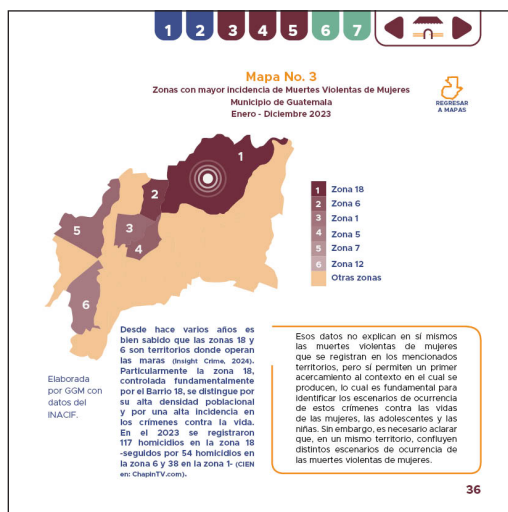 1 2 3 4 5 6 7
Mapa No. 3
Zonas con mayor incidencia de Muertes Violentas de Mujeres
Municipio de Guatemala
Enero - Diciembre 2023
REGRESAR
A MAPAS
1
2
3
4
5
6
1 Zona 18
2 Zona 6
3 Zona 1
4 Zona 5
5 Zona 7
6 Zona 12
Otras zonas
Elaborada
por GGM con
datos del
INACIF.
Desde hace varios años es
bien sabido que las zonas 18 y
6 son territorios donde operan
las maras (Insight Crime, 2024).
Particularmente la zona 18,
controlada fundamentalmente
por el Barrio 18, se distingue por
su alta densidad poblacional
y por una alta incidencia en
los crímenes contra la vida.
En el 2023 se registraron
117 homicidios en la zona 18
-seguidos por 54 homicidios en
la zona 6 y 38 en la zona 1- (CIEN
en: ChapinTV.com).
Esos datos no explican en sí mismos
las muertes violentas de mujeres
que se registran en los mencionados
territorios, pero sí permiten un primer
acercamiento al contexto en el cual se
producen, lo cual es fundamental para
identificar los escenarios de ocurrencia
de estos crímenes contra las vidas
de las mujeres, las adolescentes y las
niñas. Sin embargo, es necesario aclarar
que, en un mismo territorio, confluyen
distintos escenarios de ocurrencia de
las muertes violentas de mujeres.
36